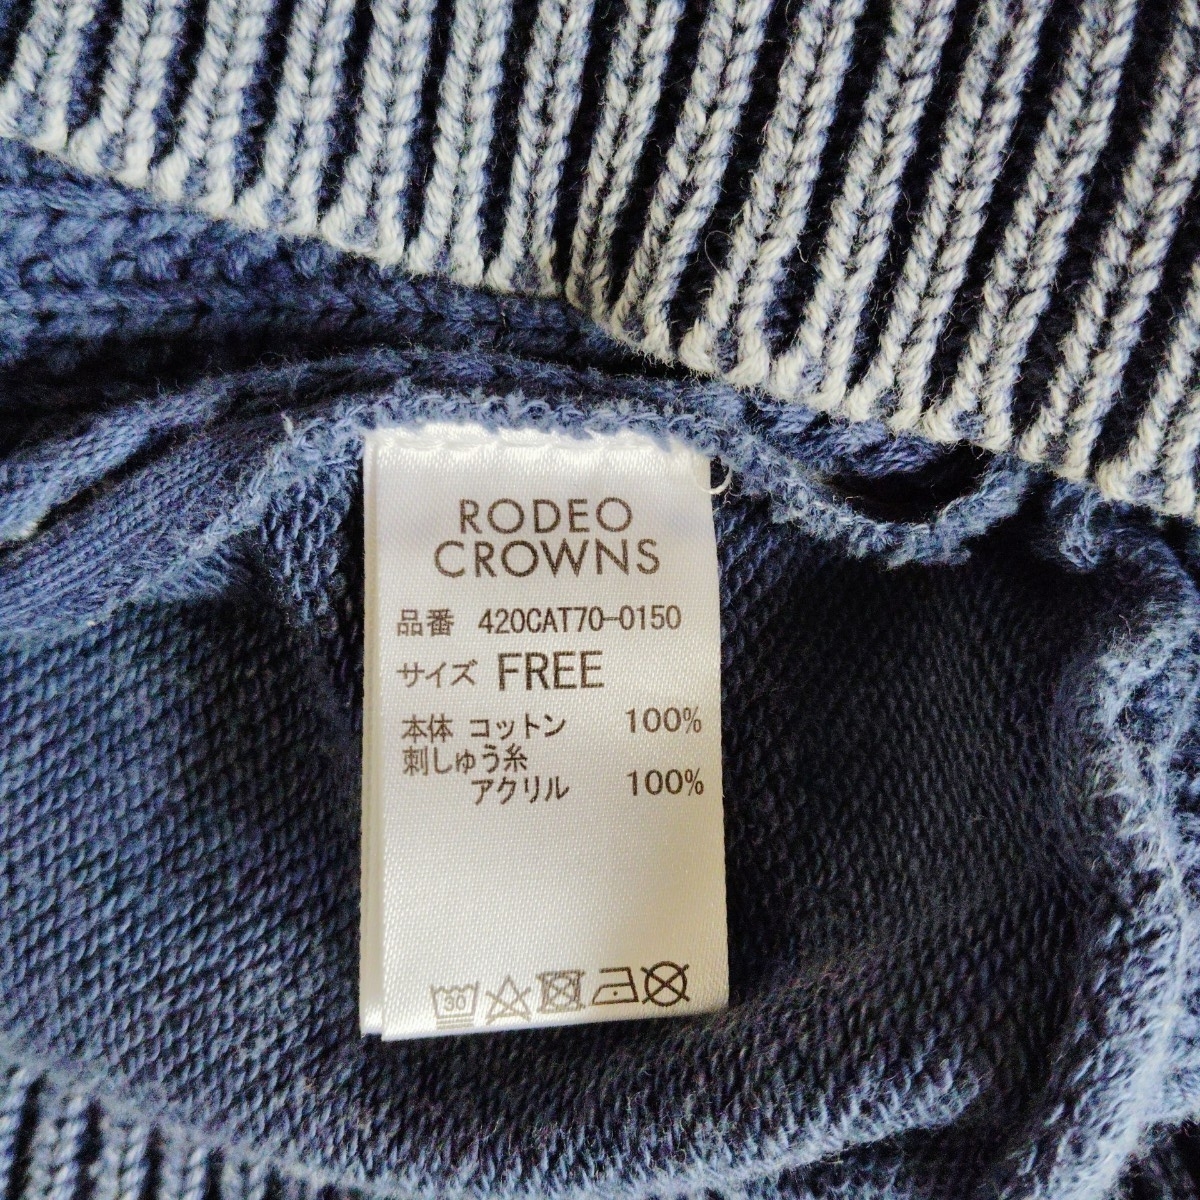 RODEO
CROWNS
品番 420CAT70-0150
サイズ FREE
本体 コットン 100%
刺しゅう糸
アクリル 100%
30